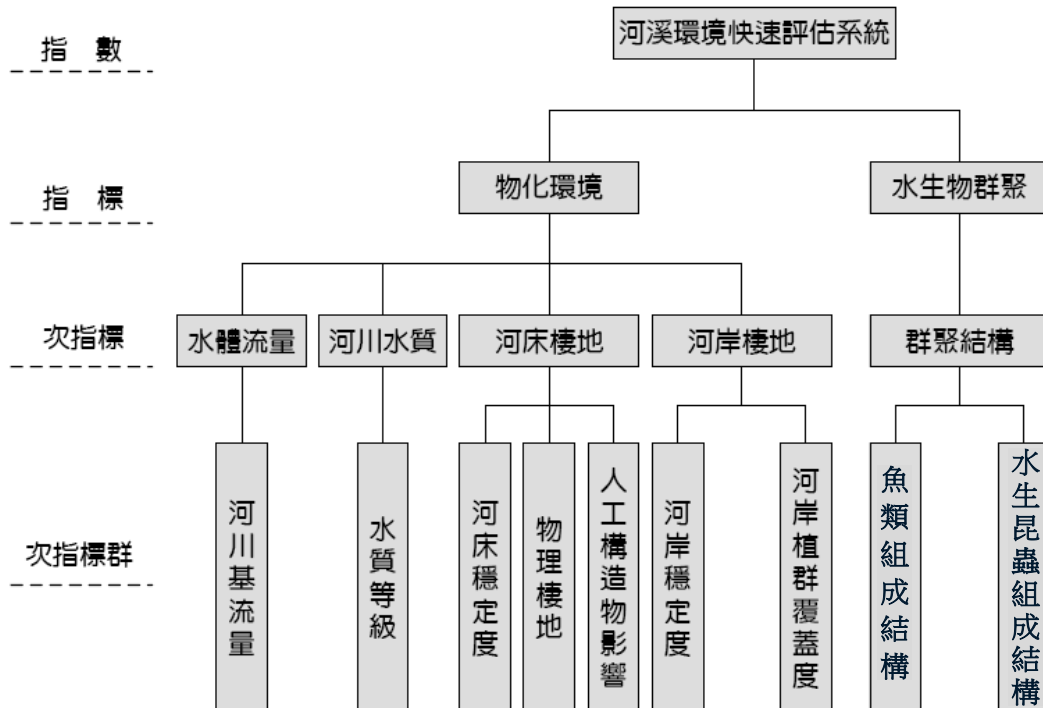 河溪環境快速評估系統
指 數
指 標
物化環境
水生物群聚
次指標
水體流量
河川水質
河床棲地
河岸棲地
群聚結構
次指標群
河川基流量
水質等級
河床穩定度
物理棲地
人工構造物影響
河岸穩定度
河岸植群覆蓋度
魚類組成結構
水生昆蟲組成結構